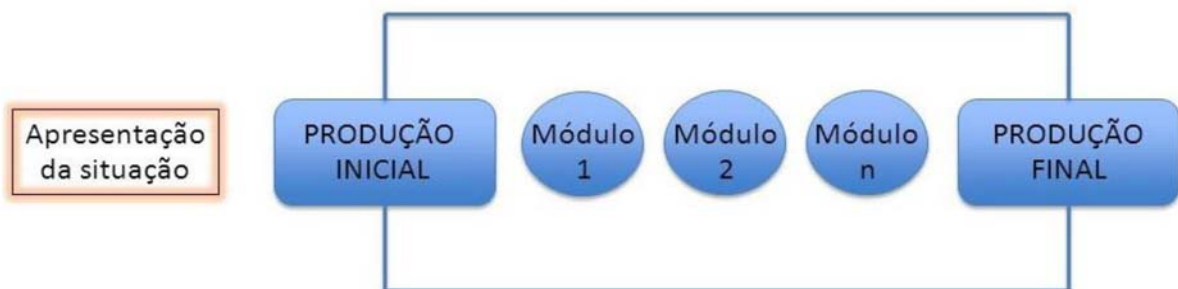 Apresentação
da situação
PRODUÇÃO
INICIAL
Módulo
1
Módulo
2
Módulo
n
PRODUÇÃO
FINAL